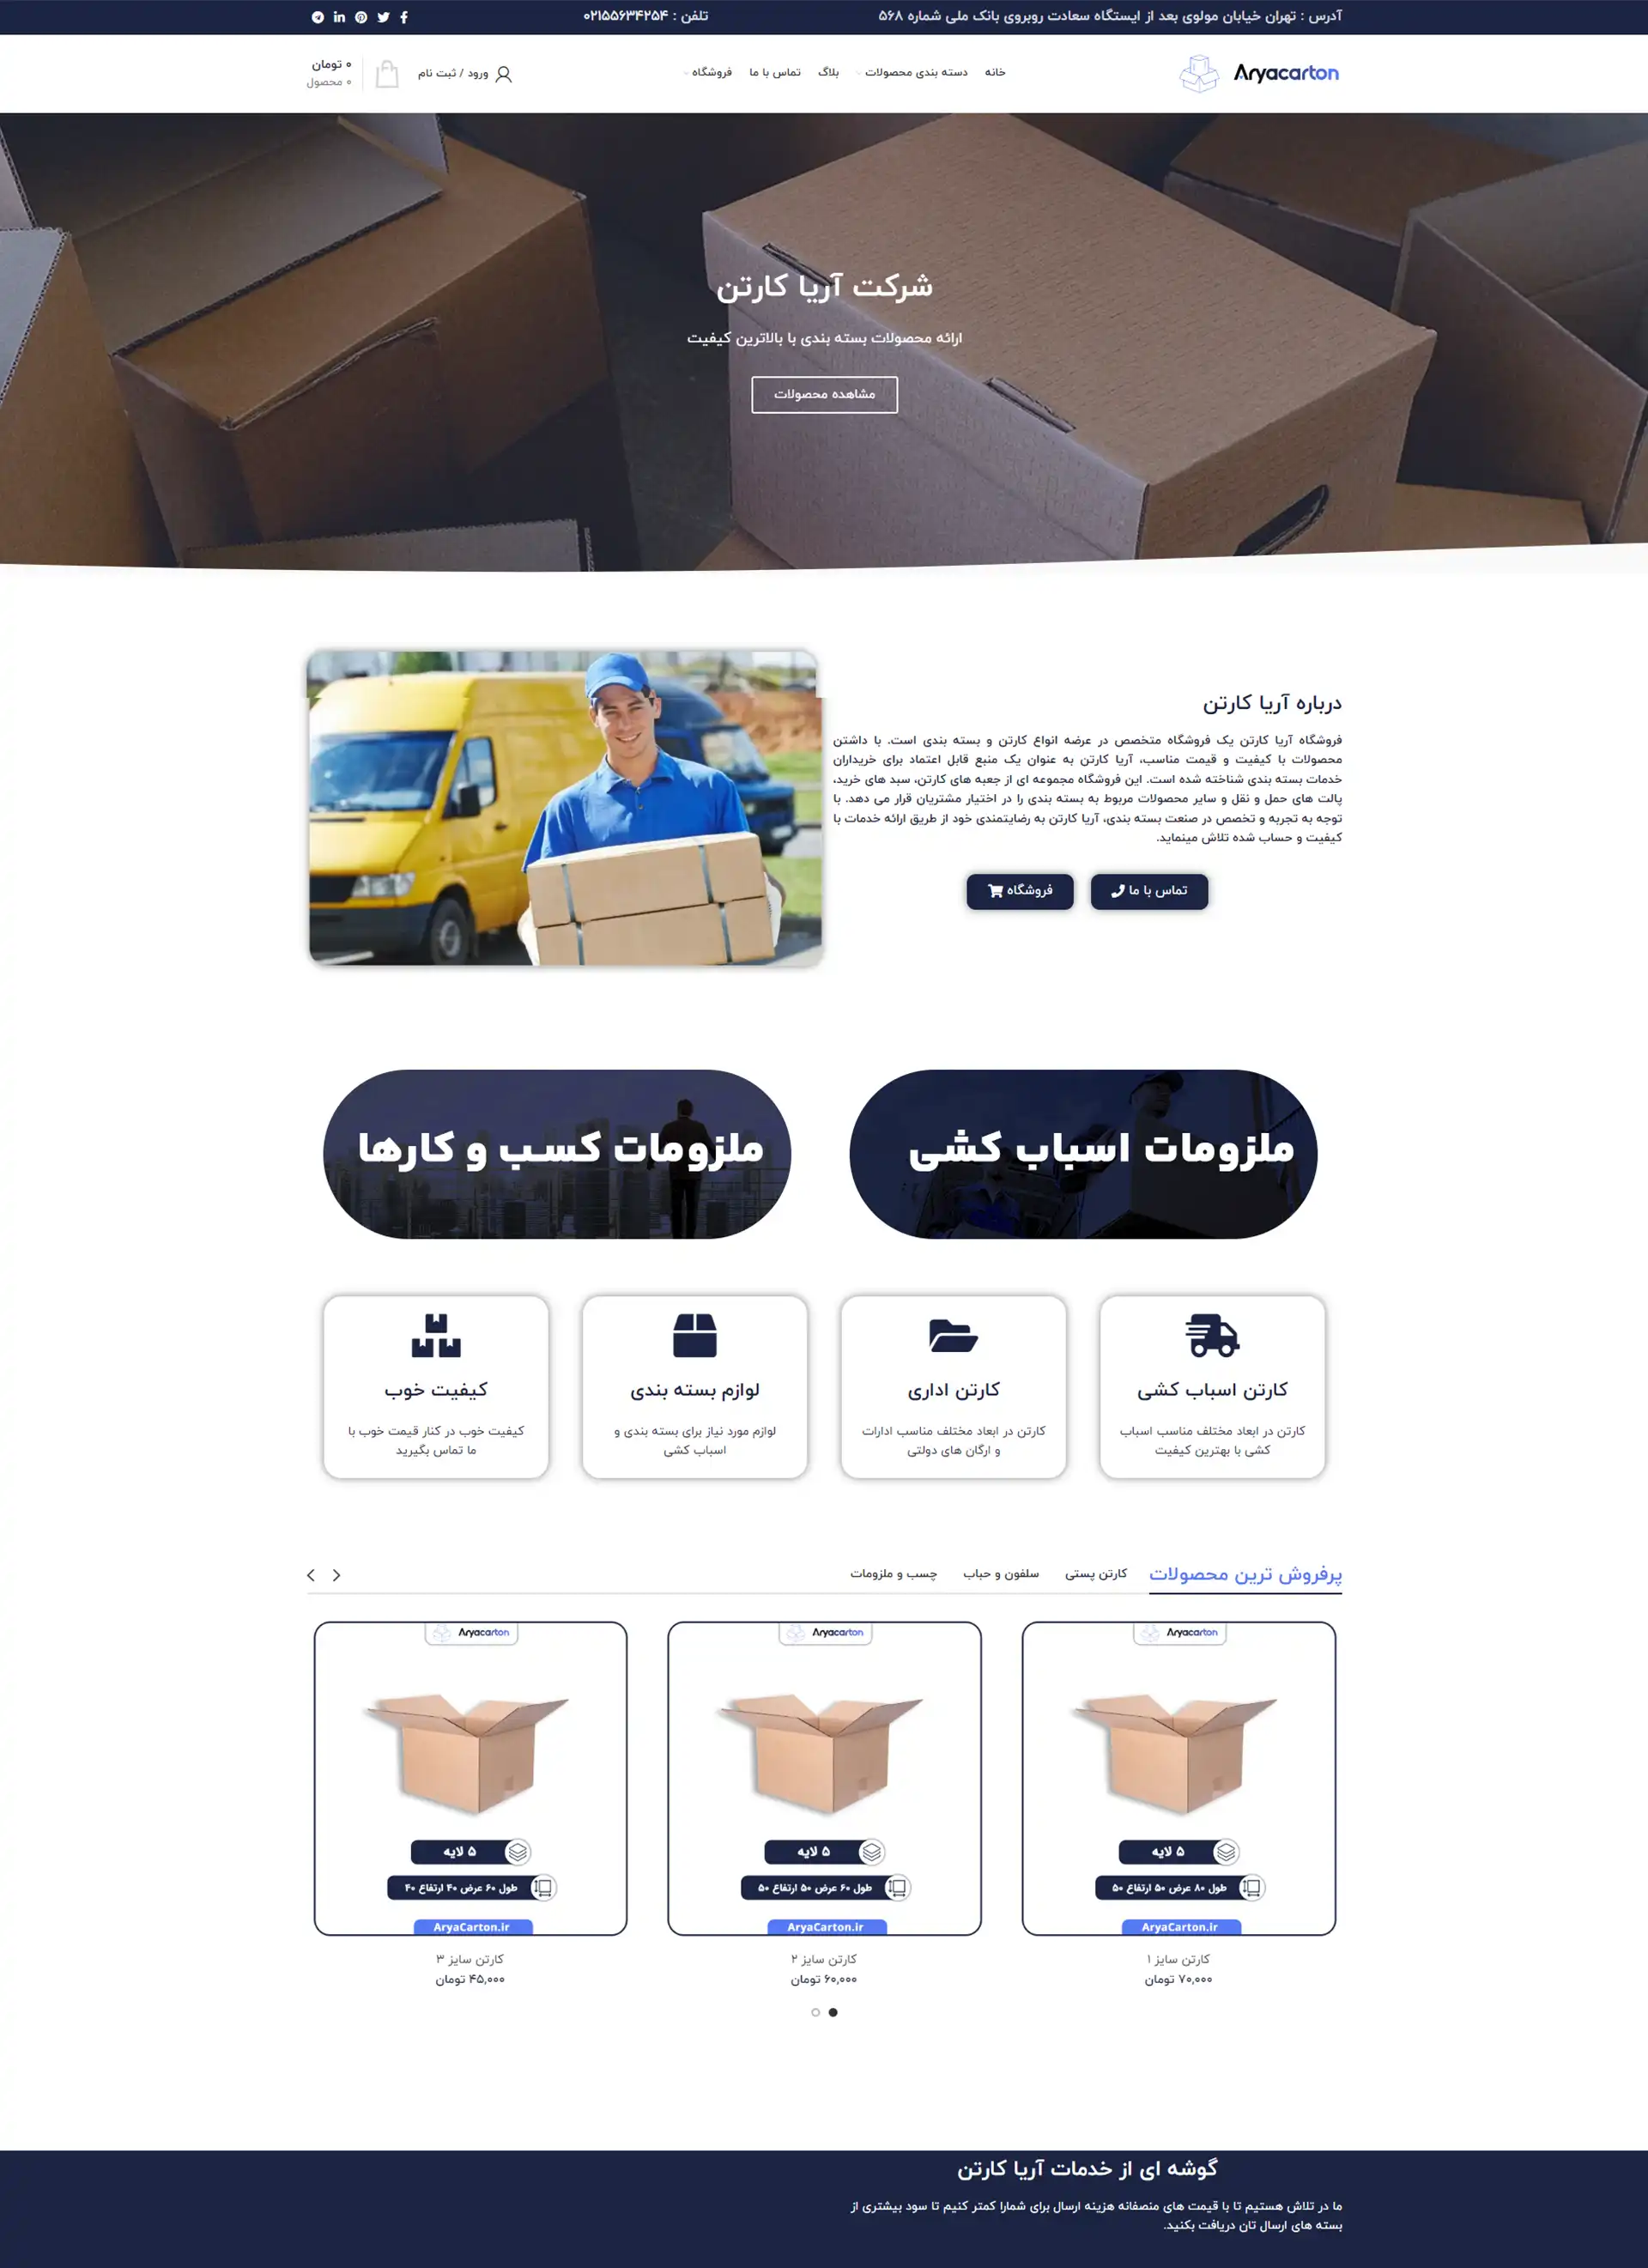 آدرس : تهران خیابان مولوی بعد از ایستگاه سعادت روبروی بانک ملی شماره ۵۶۸
تلفن : ۰۲۱۵۵۶۳۴۲۵۴
Aryacarton
خانه
دسته بندی محصولات
بلاگ
تماس با ما
فروشگاه
ورود / ثبت نام
۰ تومان
۰ محصول
شرکت آریا کارتن
ارائه محصولات بسته بندی با بالاترین کیفیت
مشاهده محصولات
درباره آریا کارتن
فروشگاه آریا کارتن یک فروشگاه متخصص در عرضه انواع کارتن و بسته بندی است. با داشتن
محصولات با کیفیت و قیمت مناسب، آریا کارتن به عنوان یک منبع قابل اعتماد برای خریداران
خدمات بسته بندی شناخته شده است. این فروشگاه مجموعه ای از جعبه های کارتن، سبد های خرید،
پالت های حمل و نقل و سایر محصولات مربوط به بسته بندی را در اختیار مشتریان قرار می دهد. با
توجه به تجربه و تخصص در صنعت بسته بندی، آریا کارتن به رضایتمندی خود از طریق ارائه خدمات با
کیفیت و حساب شده تلاش مینماید.
تماس با ما
فروشگاه
ملزومات اسباب کشی
ملزومات کسب و کارها
کارتن اسباب کشی
کارتن در ابعاد مختلف مناسب اسباب
کشی با بهترین کیفیت
کارتن اداری
کارتن در ابعاد مختلف مناسب ادارات
و ارگان های دولتی
لوازم بسته بندی
لوازم مورد نیاز برای بسته بندی و
اسباب کشی
کیفیت خوب
کیفیت خوب در کنار قیمت خوب با
ما تماس بگیرید
پرفروش ترین محصولات
کارتن پستی
سلفون و حباب
چسب و ملزومات
Aryacarton
۵ لایه
طول ۸۰ عرض ۵۰ ارتفاع ۵۰
AryaCarton.ir
کارتن سایز ۱
۷۰,۰۰۰ تومان
Aryacarton
۵ لایه
طول ۶۰ عرض ۵۰ ارتفاع ۵۰
AryaCarton.ir
کارتن سایز ۲
۶۰,۰۰۰ تومان
Aryacarton
۵ لایه
طول ۶۰ عرض ۴۰ ارتفاع ۴۰
AryaCarton.ir
کارتن سایز ۳
۴۵,۰۰۰ تومان
گوشه ای از خدمات آریا کارتن
ما در تلاش هستیم تا با قیمت های منصفانه هزینه ارسال برای شمارا کمتر کنیم تا سود بیشتری از
بسته های ارسال تان دریافت بکنید.